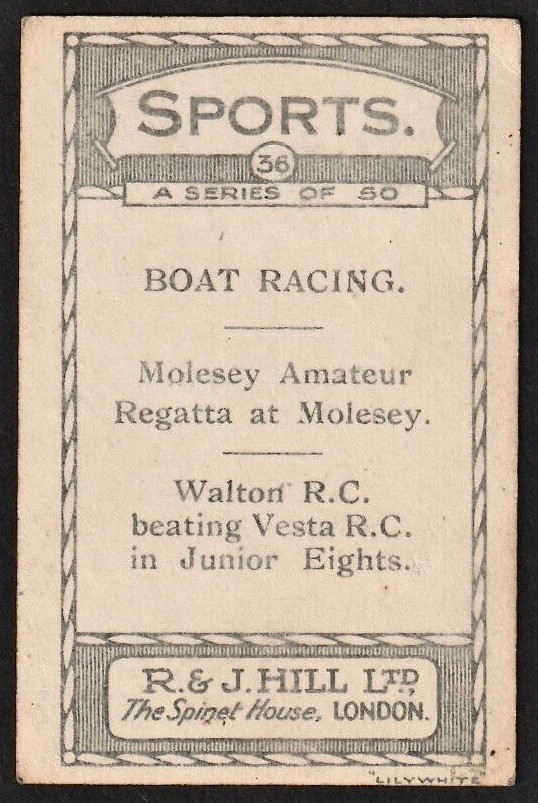 SPORTS.
36
A SERIES OF 50
BOAT RACING.
Molesey Amateur
Regatta at Molesey.
Walton R.C.
beating Vesta R.C.
in Junior Eights.
R. & J. HILL LTD.,
The Spinet House, LONDON.
"LILYWHITE"